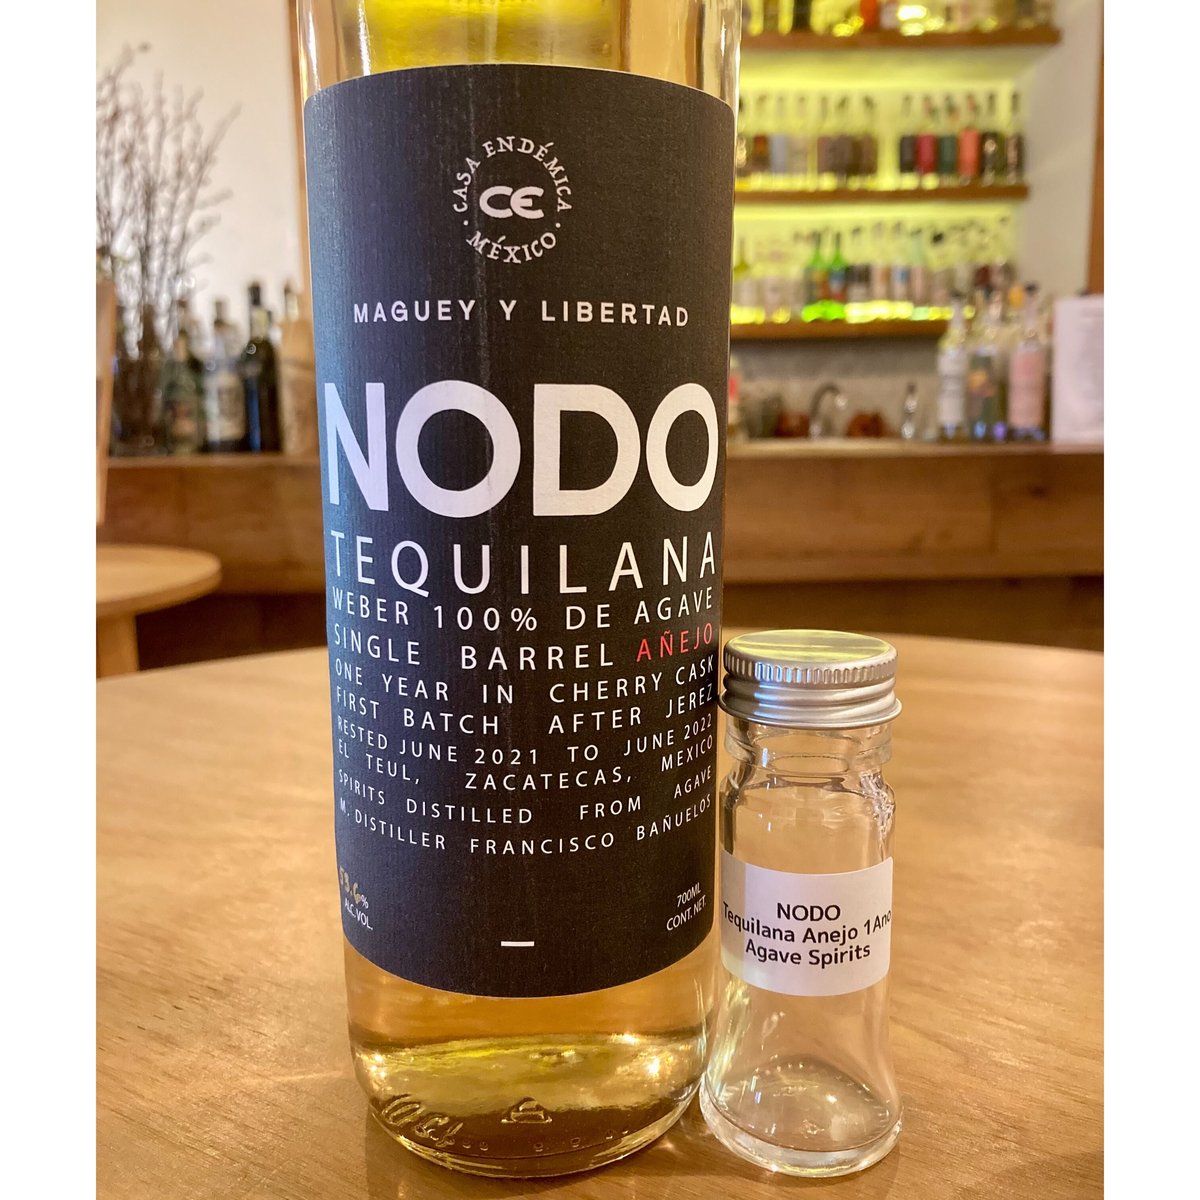 CASA ENDÉMICA
CE
MÉXICO
MAGUEY Y LIBERTAD
NODO
TEQUILANA
WEBER 100% DE AGAVE
SINGLE BARREL AÑEJO
ONE YEAR IN CHERRY CASK
FIRST BATCH AFTER JEREZ
RESTED JUNE 2021 TO JUNE 2022
EL TEUL, ZACATECAS, MEXICO
SPIRITS DISTILLED FROM AGAVE
M. DISTILLER FRANCISCO BAÑUELOS
53.6%
ALC. VOL.
700ML
CONT. NET.
NODO
Tequilana Anejo 1Ano
Agave Spirits